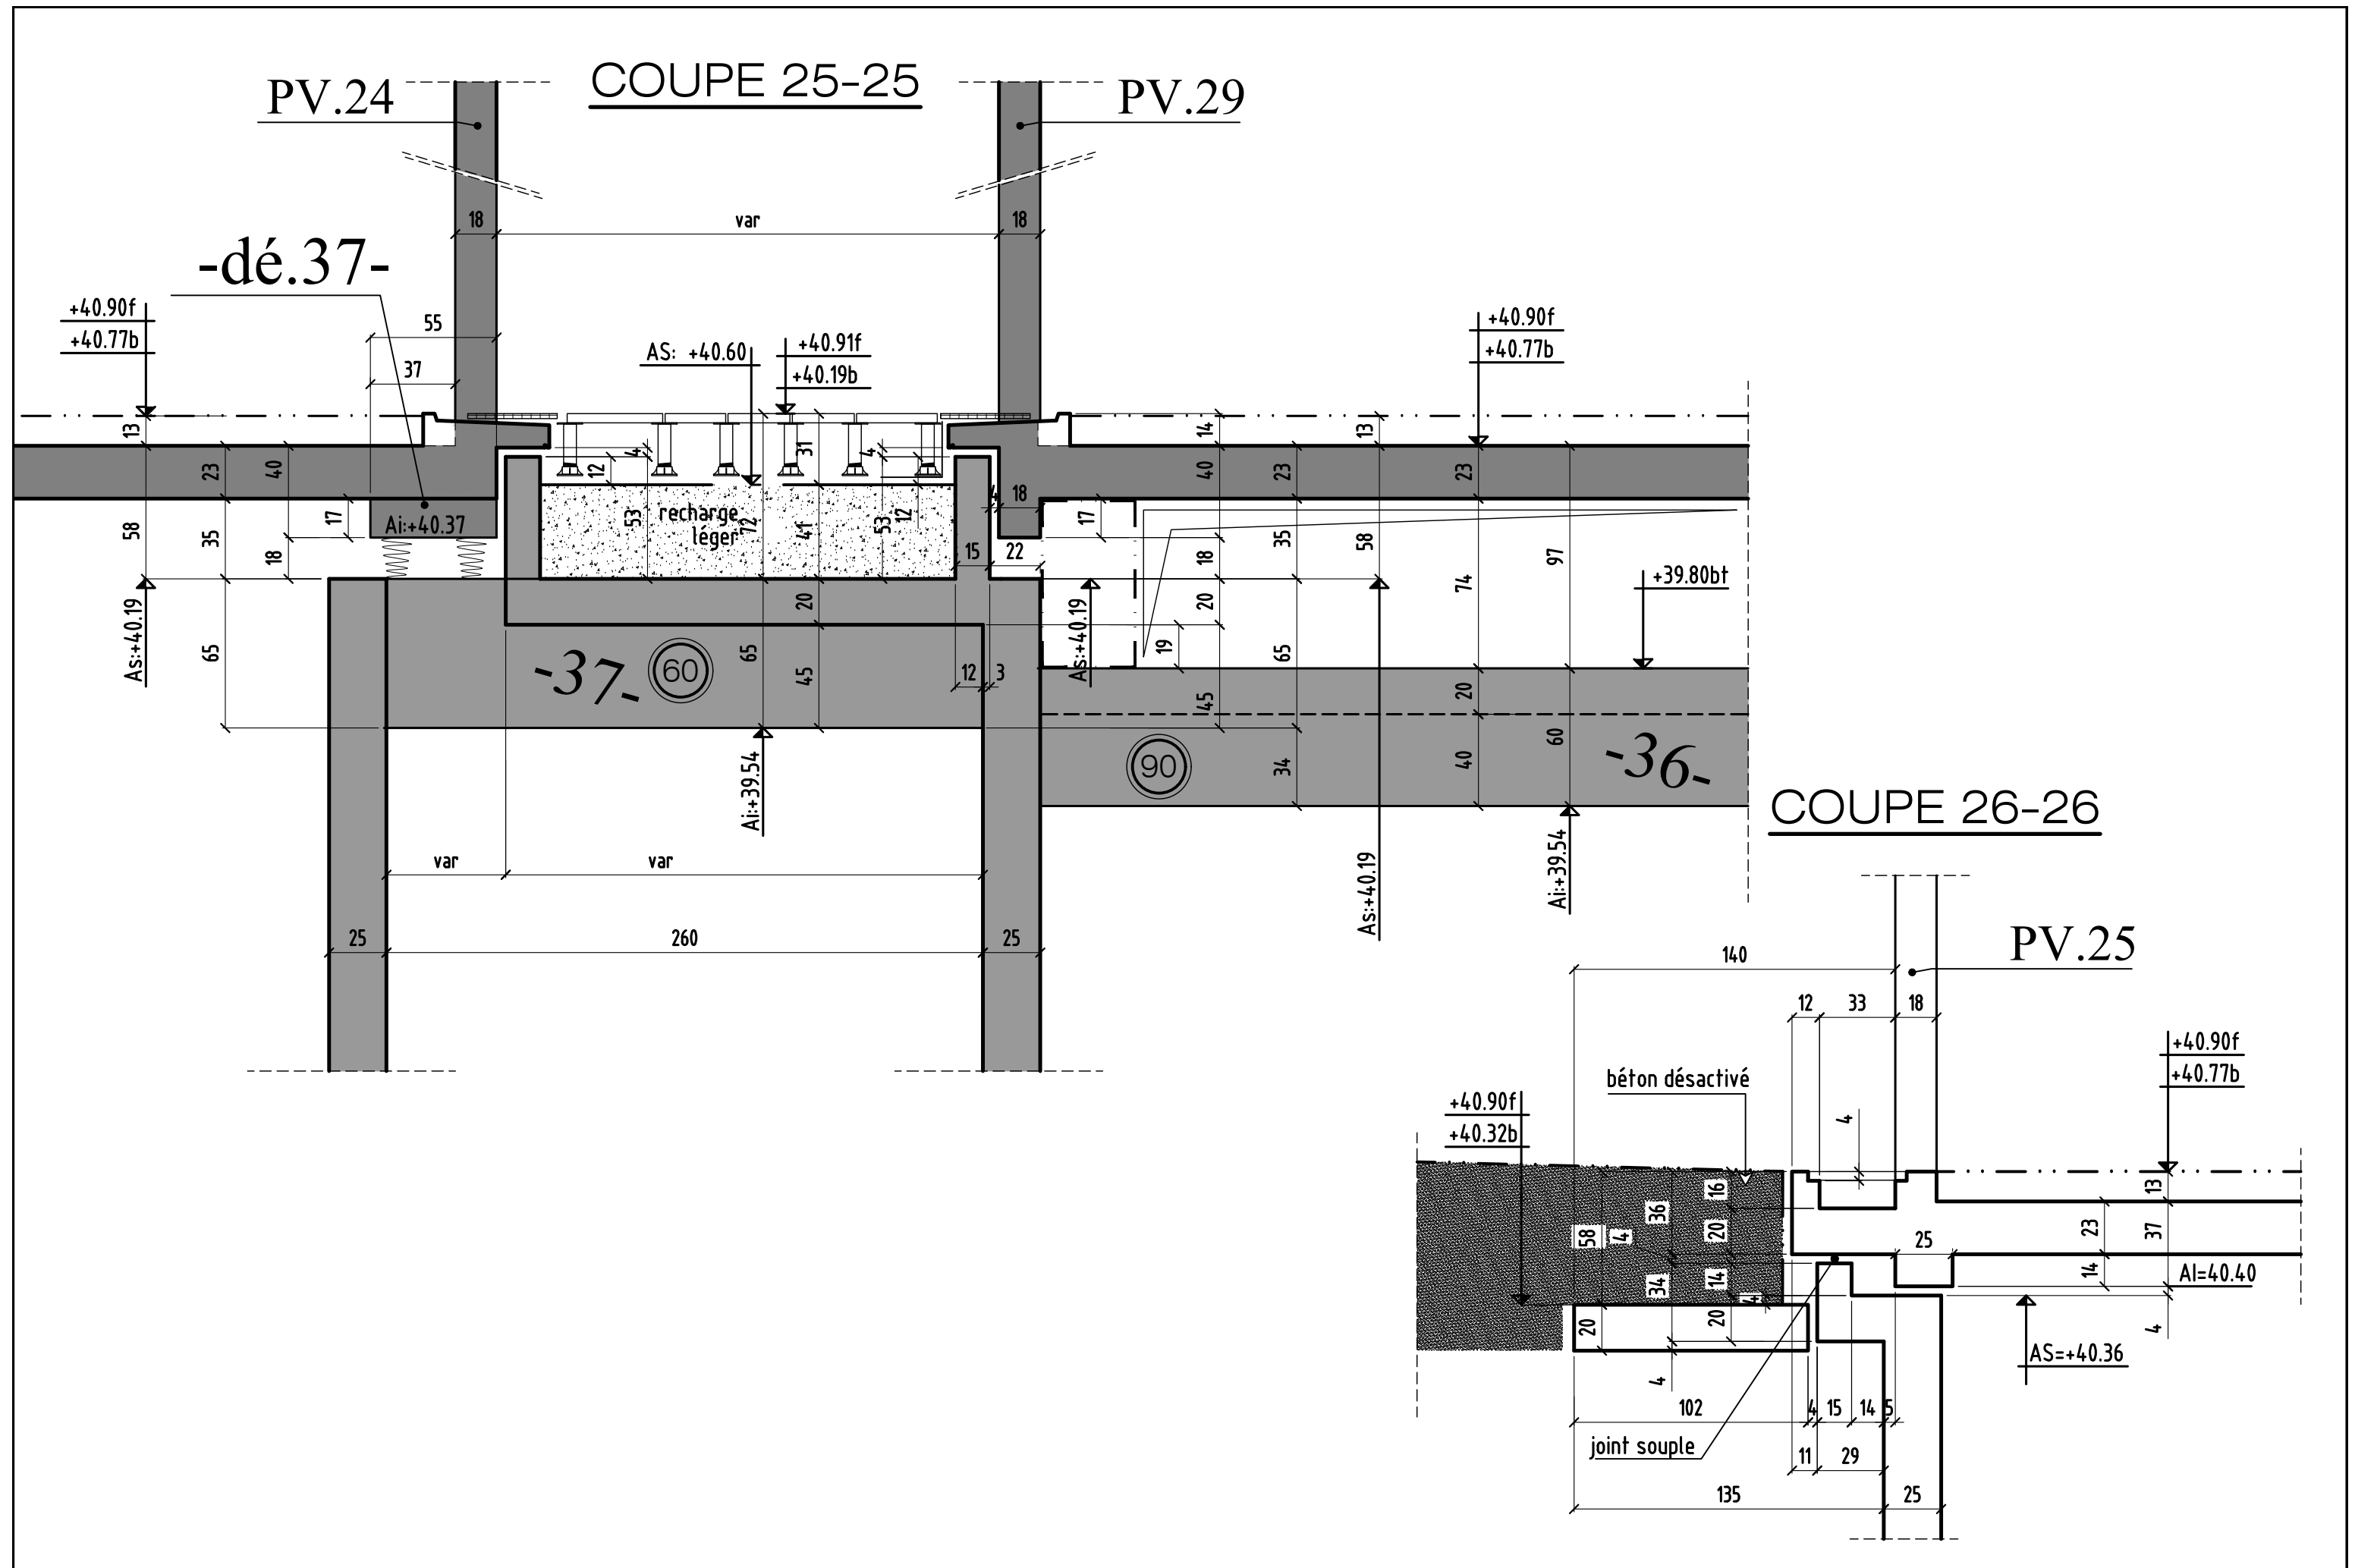 COUPE 25-25
PV.24
PV.29
18
var
18
-dé.37-
+40.90f
+40.77b
55
37
AS: +40.60
+40.91f
+40.19b
+40.90f
+40.77b
13
23
40
58
35
18
17
65
Ai:+40.37
As:+40.19
12
4
31
4
53
recharge
léger
72
41
53
12
15
22
4
18
17
14
40
18
20
19
45
23
35
65
34
13
58
23
74
20
40
97
60
+39.80bt
As:+40.19
As:+40.19
-37-
60
65
20
45
12
3
Ai:+39.54
90
-36-
Ai:+39.54
var
var
25
260
25
COUPE 26-26
PV.25
140
12
33
18
béton désactivé
+40.90f
+40.32b
4
+40.90f
+40.77b
16
36
20
58
4
14
34
4
20
20
4
25
23
14
13
37
4
AI=40.40
AS=+40.36
102
4
15
14
5
joint souple
11
29
135
25